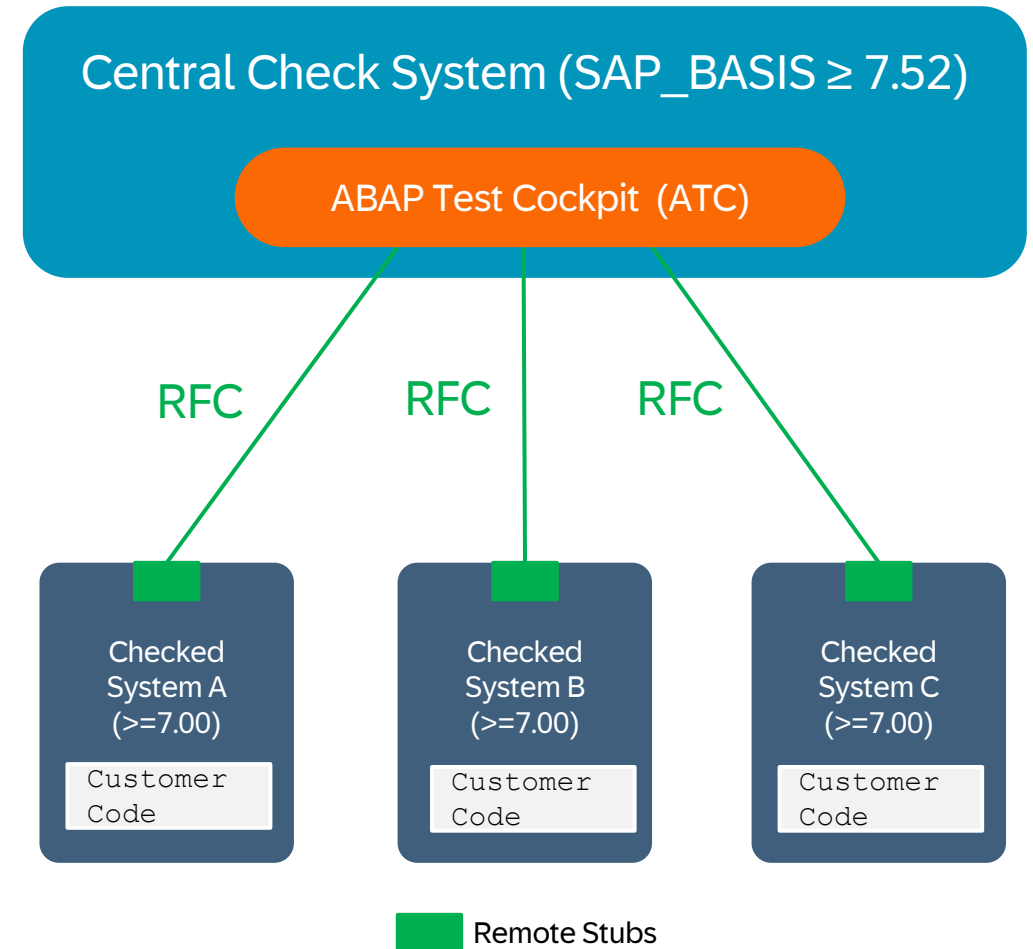 Central Check System (SAP_BASIS ≥ 7.52)
ABAP Test Cockpit (ATC)
RFC
RFC
RFC
Checked
System A
(>=7.00)
Customer
Code
Checked
System B
(>=7.00)
Customer
Code
Checked
System C
(>=7.00)
Customer
Code
Remote Stubs